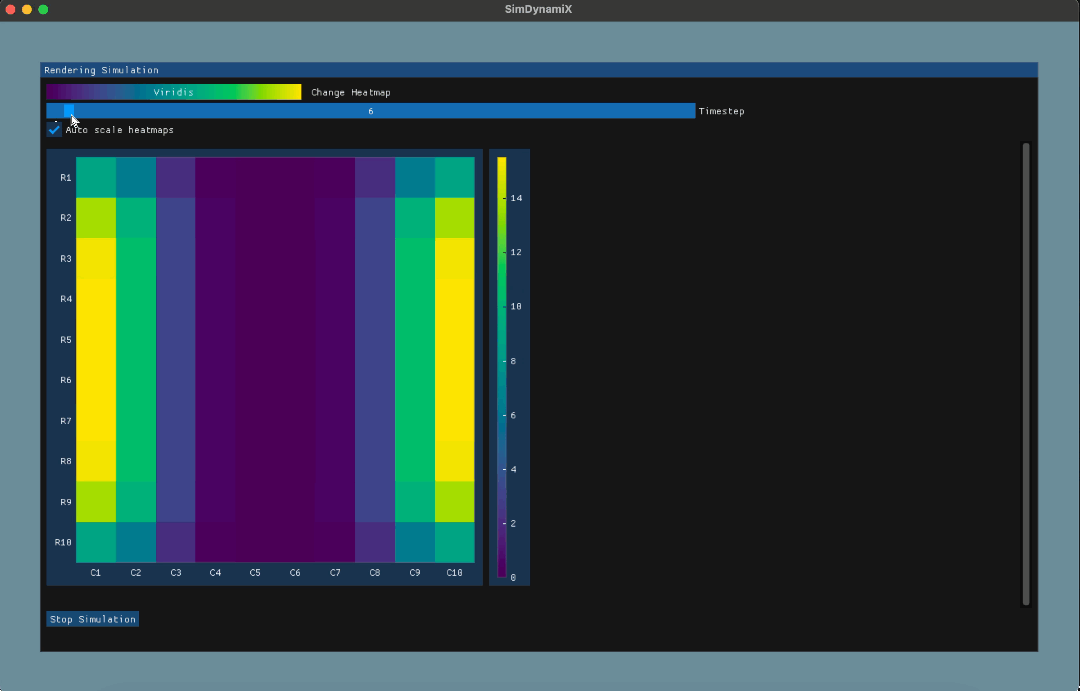 SimDynamiX
Rendering Simulation
Viridis Change Heatmap
6 Timestep
Auto scale heatmaps
R1
R2
R3
R4
R5
R6
R7
R8
R9
R10
C1 C2 C3 C4 C5 C6 C7 C8 C9 C10
14
12
10
8
6
4
2
0
Stop Simulation